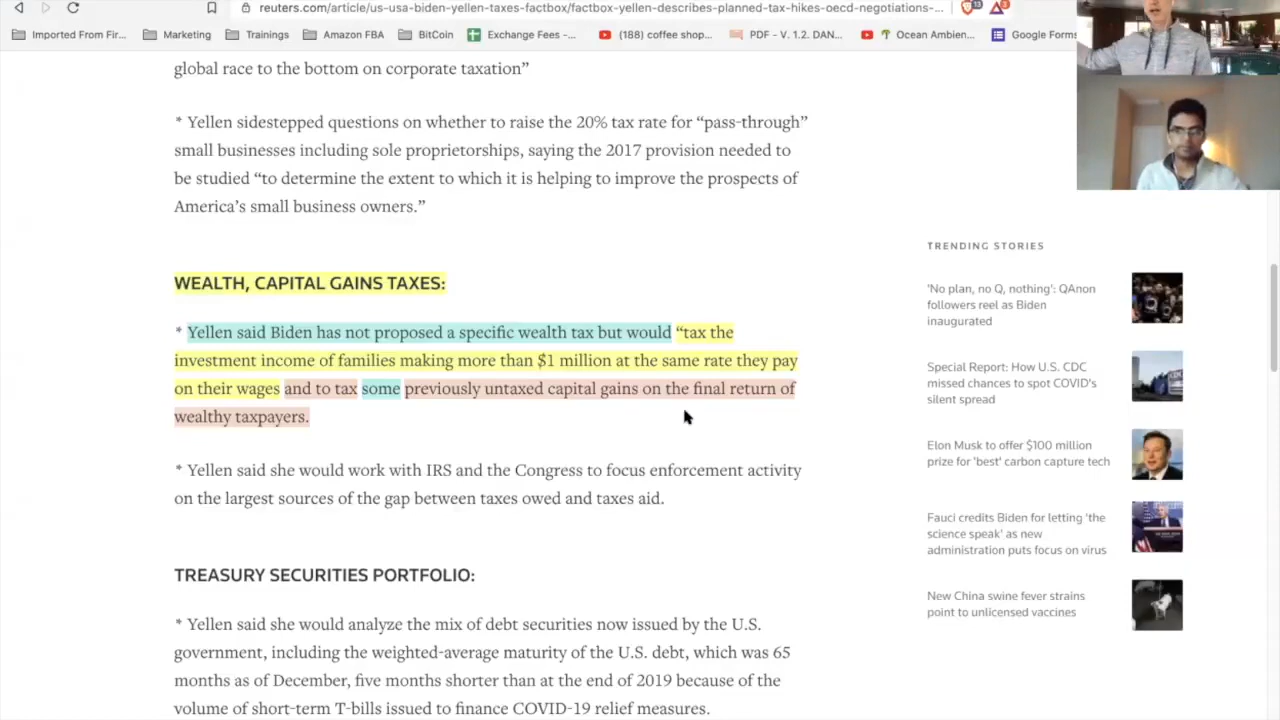 reuters.com/article/us-usa-biden-yellen-taxes-factbox/factbox-yellen-describes-planned-tax-hikes-oecd-negotiations-...
Imported From Fir... Marketing Trainings Amazon FBA BitCoin Exchange Fees -... (188) coffee shop... PDF - V. 1.2. DAN... Ocean Ambien... Google Forms
global race to the bottom on corporate taxation”
* Yellen sidestepped questions on whether to raise the 20% tax rate for “pass-through”
small businesses including sole proprietorships, saying the 2017 provision needed to
be studied “to determine the extent to which it is helping to improve the prospects of
America’s small business owners.”
WEALTH, CAPITAL GAINS TAXES:
* Yellen said Biden has not proposed a specific wealth tax but would “tax the
investment income of families making more than $1 million at the same rate they pay
on their wages and to tax some previously untaxed capital gains on the final return of
wealthy taxpayers.
* Yellen said she would work with IRS and the Congress to focus enforcement activity
on the largest sources of the gap between taxes owed and taxes aid.
TREASURY SECURITIES PORTFOLIO:
* Yellen said she would analyze the mix of debt securities now issued by the U.S.
government, including the weighted-average maturity of the U.S. debt, which was 65
months as of December, five months shorter than at the end of 2019 because of the
volume of short-term T-bills issued to finance COVID-19 relief measures.
TRENDING STORIES
'No plan, no Q, nothing': QAnon
followers reel as Biden
inaugurated
Special Report: How U.S. CDC
missed chances to spot COVID's
silent spread
Elon Musk to offer $100 million
prize for 'best' carbon capture tech
Fauci credits Biden for letting 'the
science speak' as new
administration puts focus on virus
New China swine fever strains
point to unlicensed vaccines